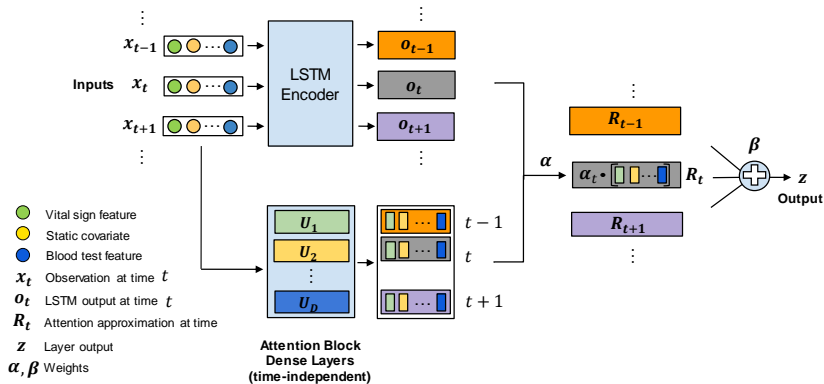 Inputs
x_{t-1}
x_t
x_{t+1}
LSTM
Encoder
o_{t-1}
o_t
o_{t+1}
U_1
U_2
U_D
Attention Block
Dense Layers
(time-independent)
t − 1
t
t + 1
α
R_{t-1}
α_t • [ ... ]
R_t
R_{t+1}
β
z
Output
Vital sign feature
Static covariate
Blood test feature
x_t Observation at time t
o_t LSTM output at time t
R_t Attention approximation at time
z Layer output
α, β Weights